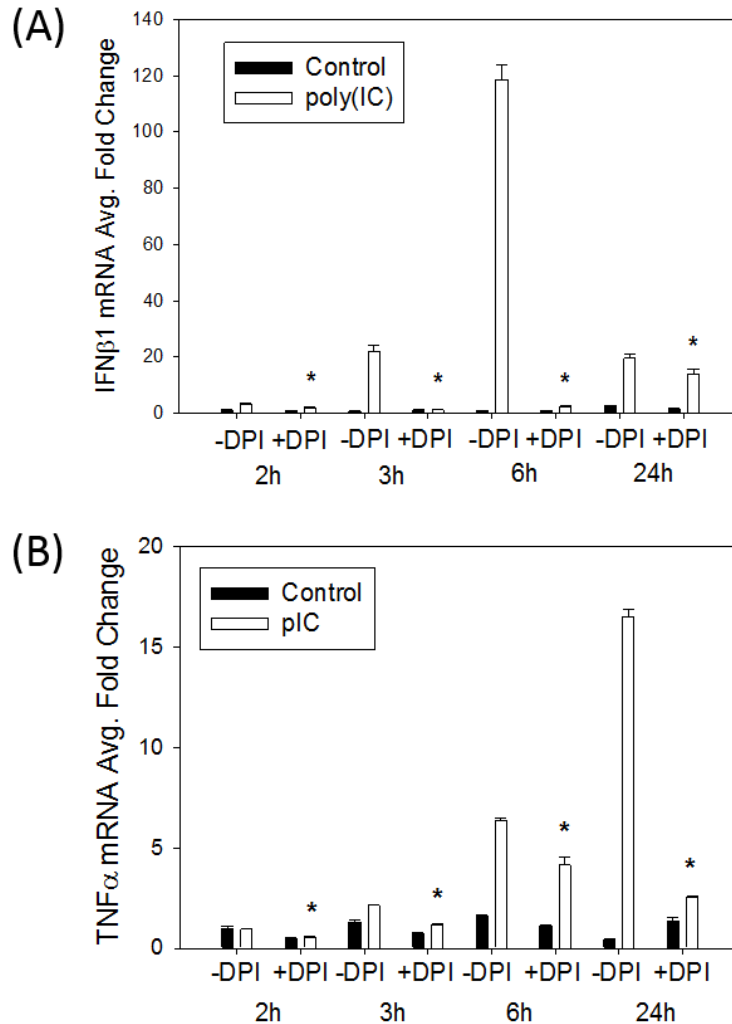 (A)
IFNβ1 mRNA Avg. Fold Change
140
120
100
80
60
40
20
0
Control
poly(IC)
* * * *
-DPI +DPI -DPI +DPI -DPI +DPI -DPI +DPI
2h 3h 6h 24h
(B)
TNFα mRNA Avg. Fold Change
20
15
10
5
0
Control
pIC
* * * *
-DPI +DPI -DPI +DPI -DPI +DPI -DPI +DPI
2h 3h 6h 24h